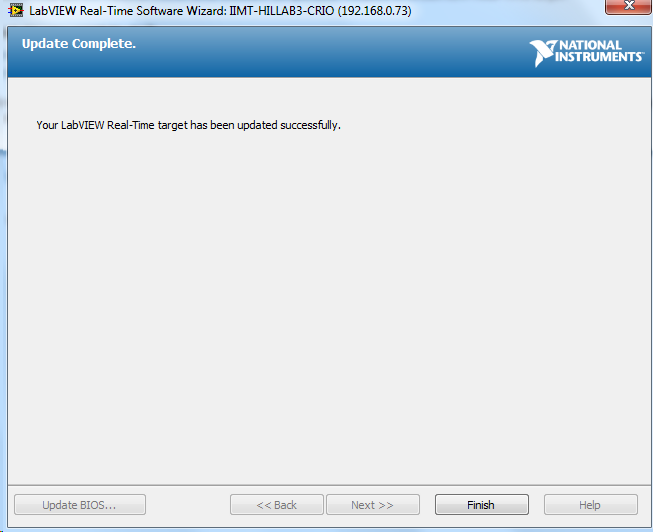 LabVIEW Real-Time Software Wizard: IIMT-HILLAB3-CRIO (192.168.0.73)
Update Complete.
NATIONAL
INSTRUMENTS™
Your LabVIEW Real-Time target has been updated successfully.
Update BIOS... << Back Next >> Finish Help